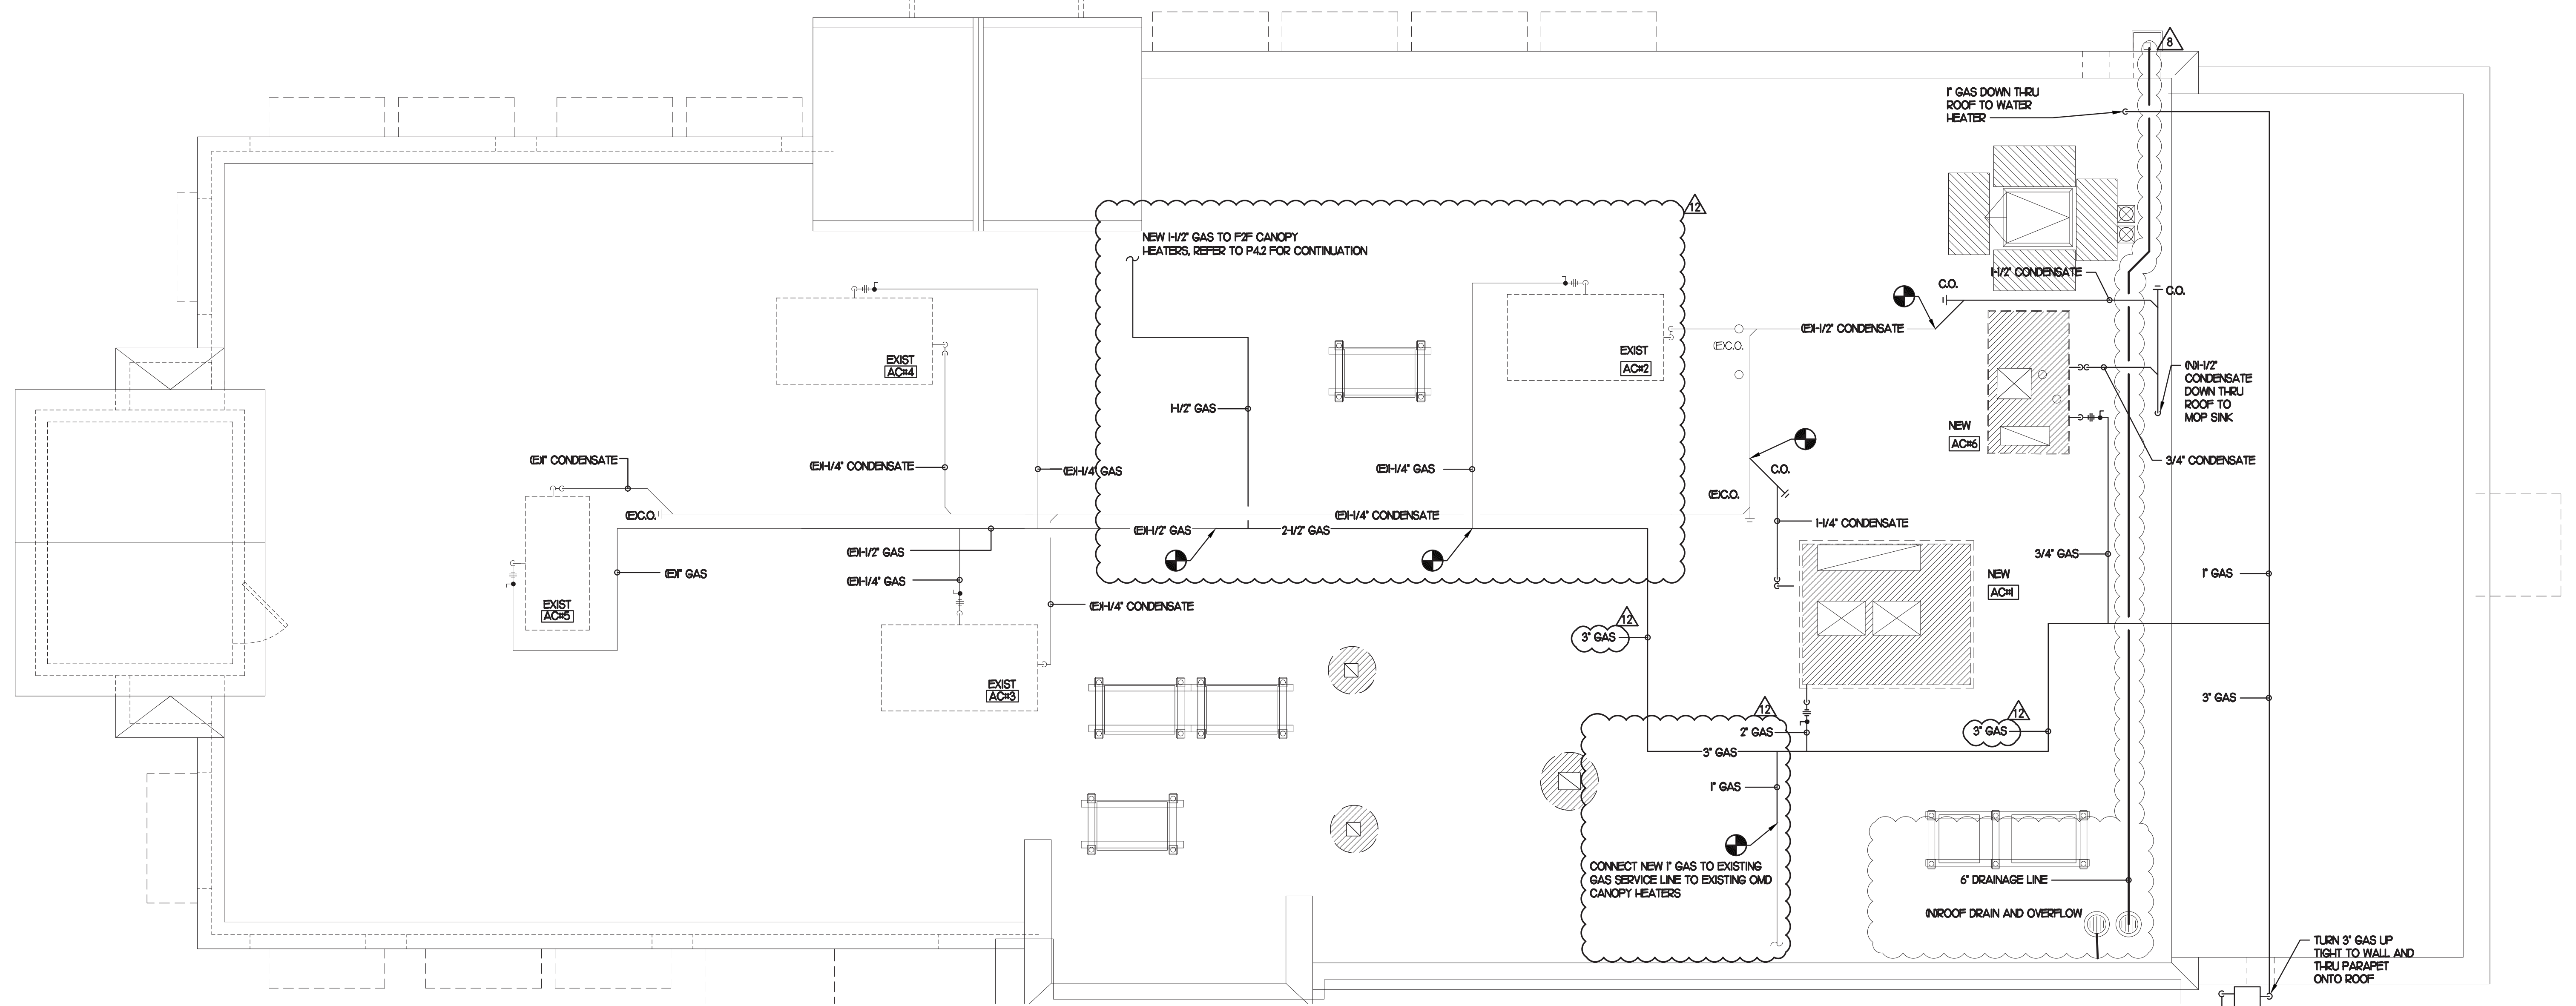 8
1" GAS DOWN THRU
ROOF TO WATER
HEATER
12
NEW 1-1/2" GAS TO F2F CANOPY
HEATERS, REFER TO P4.2 FOR CONTINUATION
1-1/2" CONDENSATE
C.O.
C.O.
(E)1-1/2" CONDENSATE
(E)C.O.
EXIST
AC#4
EXIST
AC#2
(N)1-1/2"
CONDENSATE
DOWN THRU
ROOF TO
MOP SINK
1-1/2" GAS
NEW
AC#6
3/4" CONDENSATE
(E)1" CONDENSATE
(E)1-1/4" CONDENSATE
(E)1-1/4" GAS
(E)1-1/4" GAS
C.O.
(E)C.O.
(E)C.O.
(E)1-1/4" CONDENSATE
1-1/4" CONDENSATE
(E)1-1/2" GAS
2-1/2" GAS
(E)1-1/2" GAS
3/4" GAS
(E)1" GAS
(E)1-1/4" GAS
1" GAS
NEW
AC#1
EXIST
AC#5
(E)1-1/4" CONDENSATE
12
3" GAS
EXIST
AC#3
3" GAS
12
12
2" GAS
3" GAS
3" GAS
1" GAS
CONNECT NEW 1" GAS TO EXISTING
GAS SERVICE LINE TO EXISTING OMD
CANOPY HEATERS
6" DRAINAGE LINE
(N)ROOF DRAIN AND OVERFLOW
TURN 3" GAS UP
TIGHT TO WALL AND
THRU PARAPET
ONTO ROOF